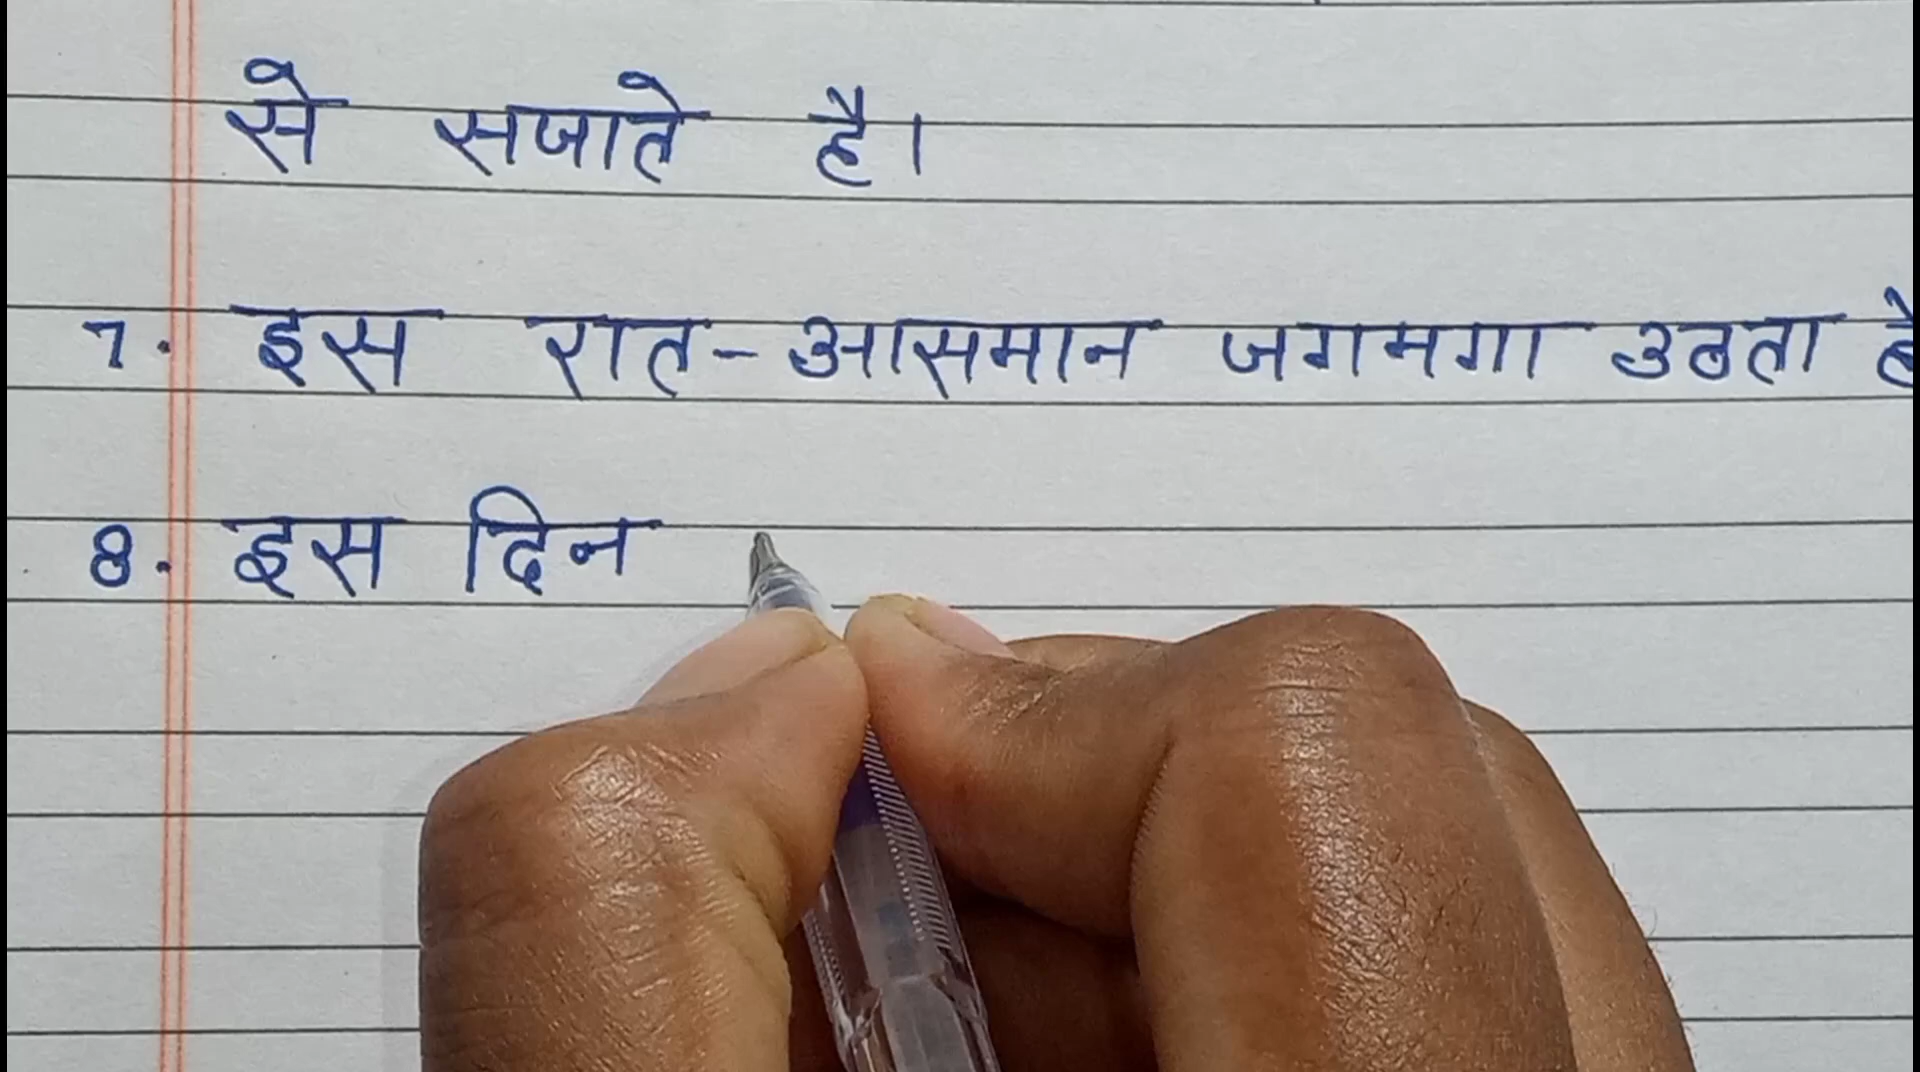 से सजाते है।
7. इस रात - आसमान जगमगा उठता है
8. इस दिन